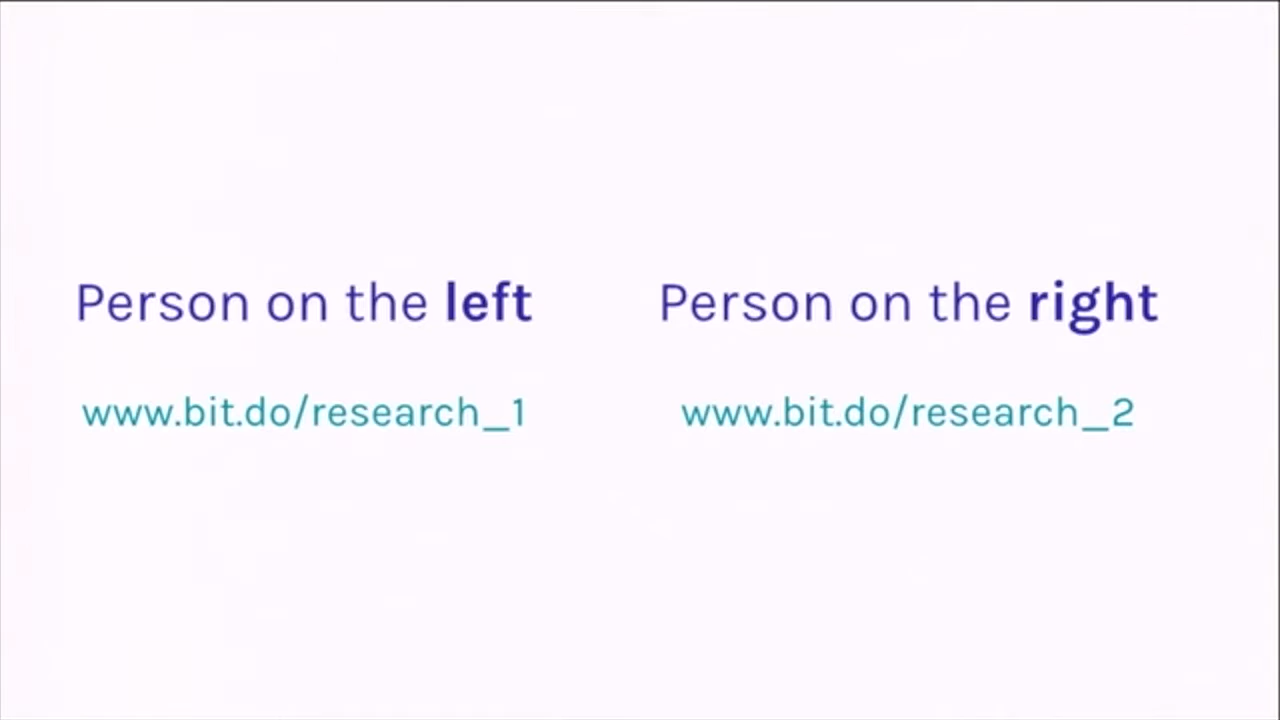 Person on the left
www.bit.do/research_1
Person on the right
www.bit.do/research_2